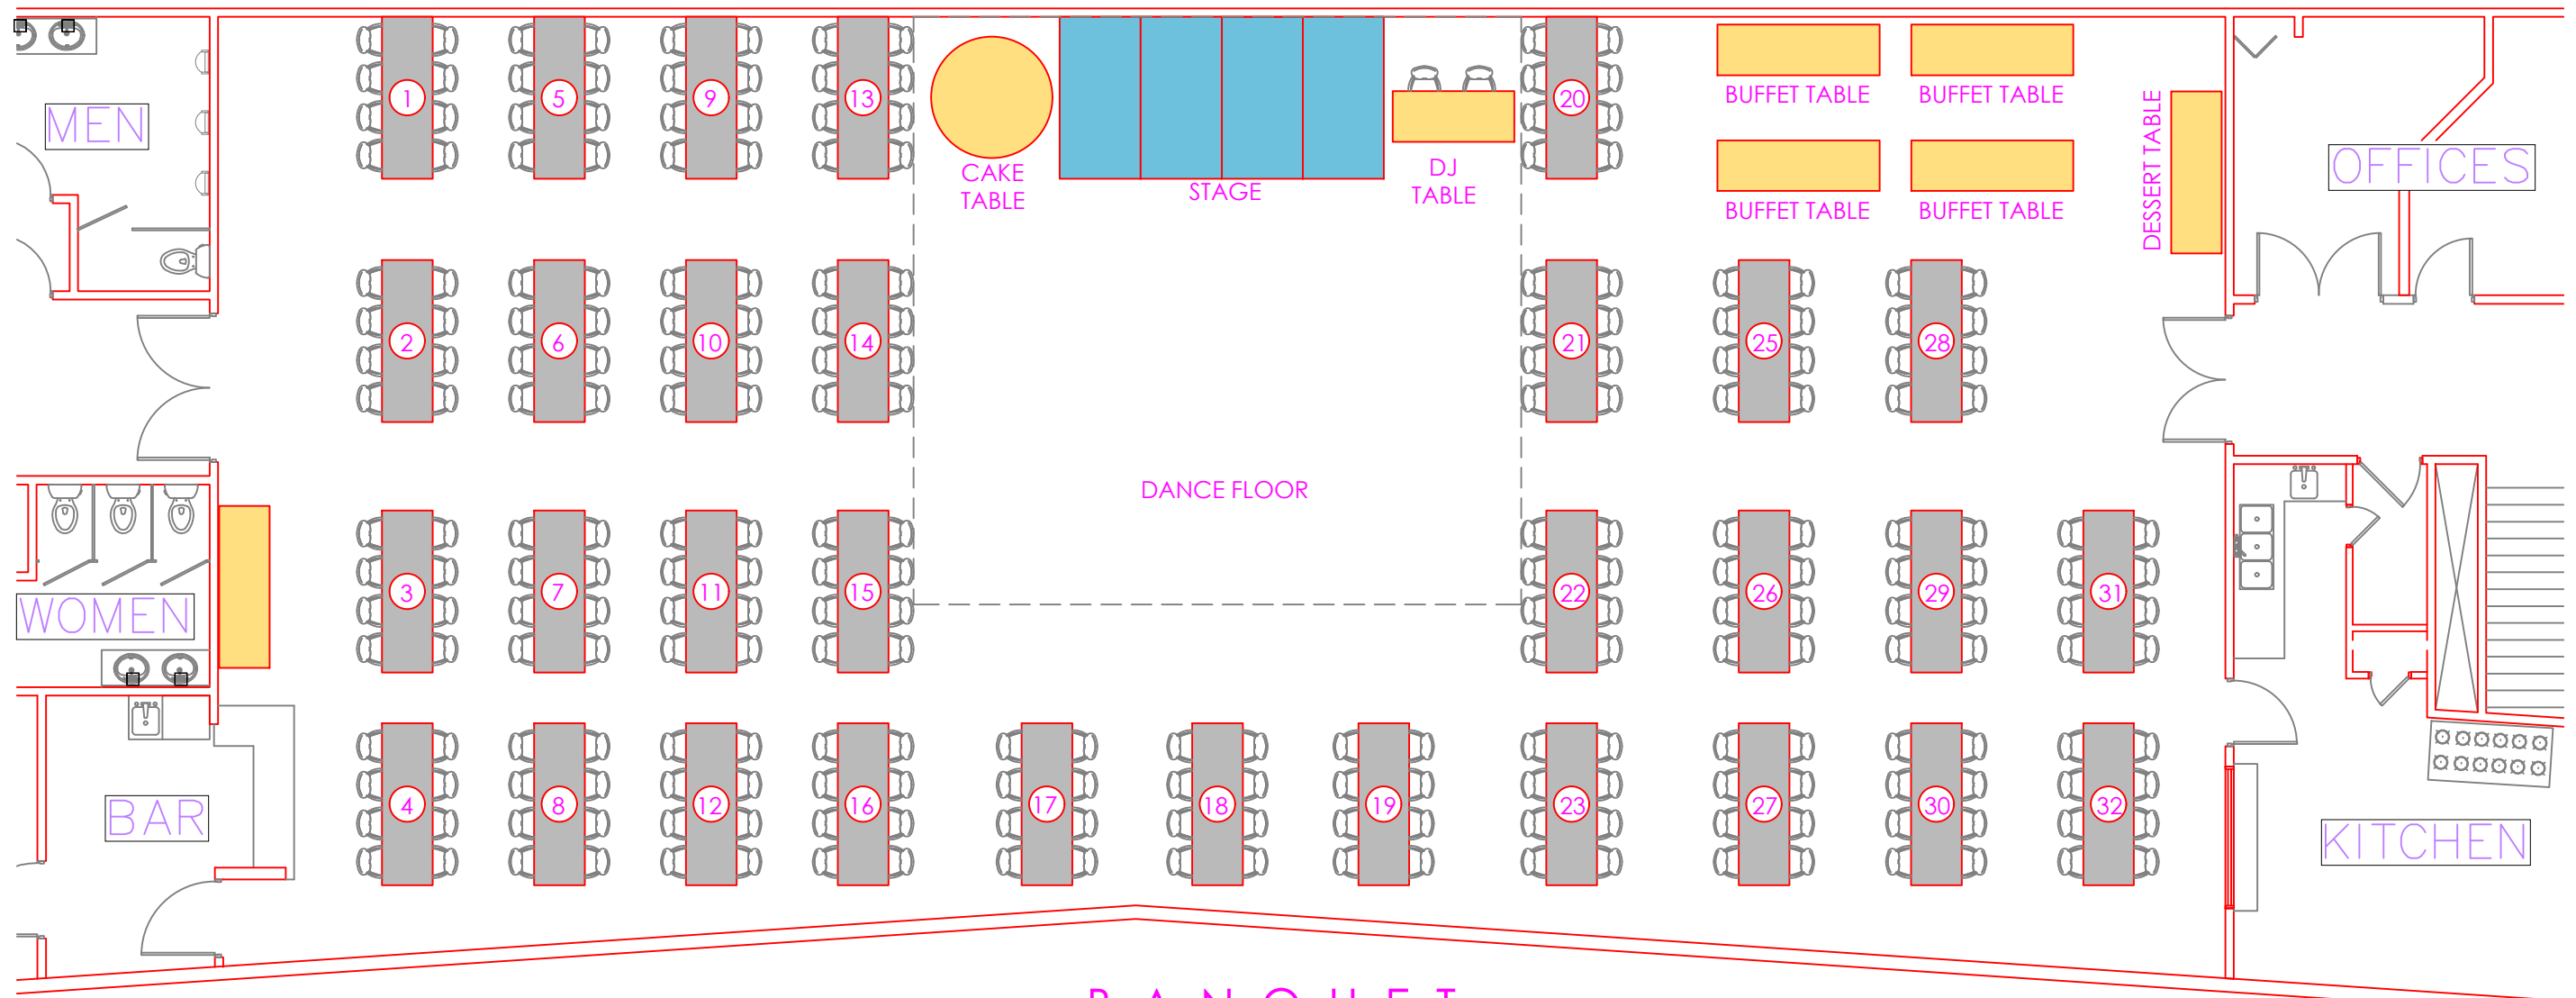 1
5
9
13
20
MEN
CAKE
TABLE
STAGE
DJ
TABLE
BUFFET TABLE
BUFFET TABLE
BUFFET TABLE
BUFFET TABLE
DESSERT TABLE
OFFICES
2
6
10
14
21
25
28
DANCE FLOOR
3
7
11
15
22
26
29
31
WOMEN
4
8
12
16
17
18
19
23
27
30
32
BAR
KITCHEN
BANQUET